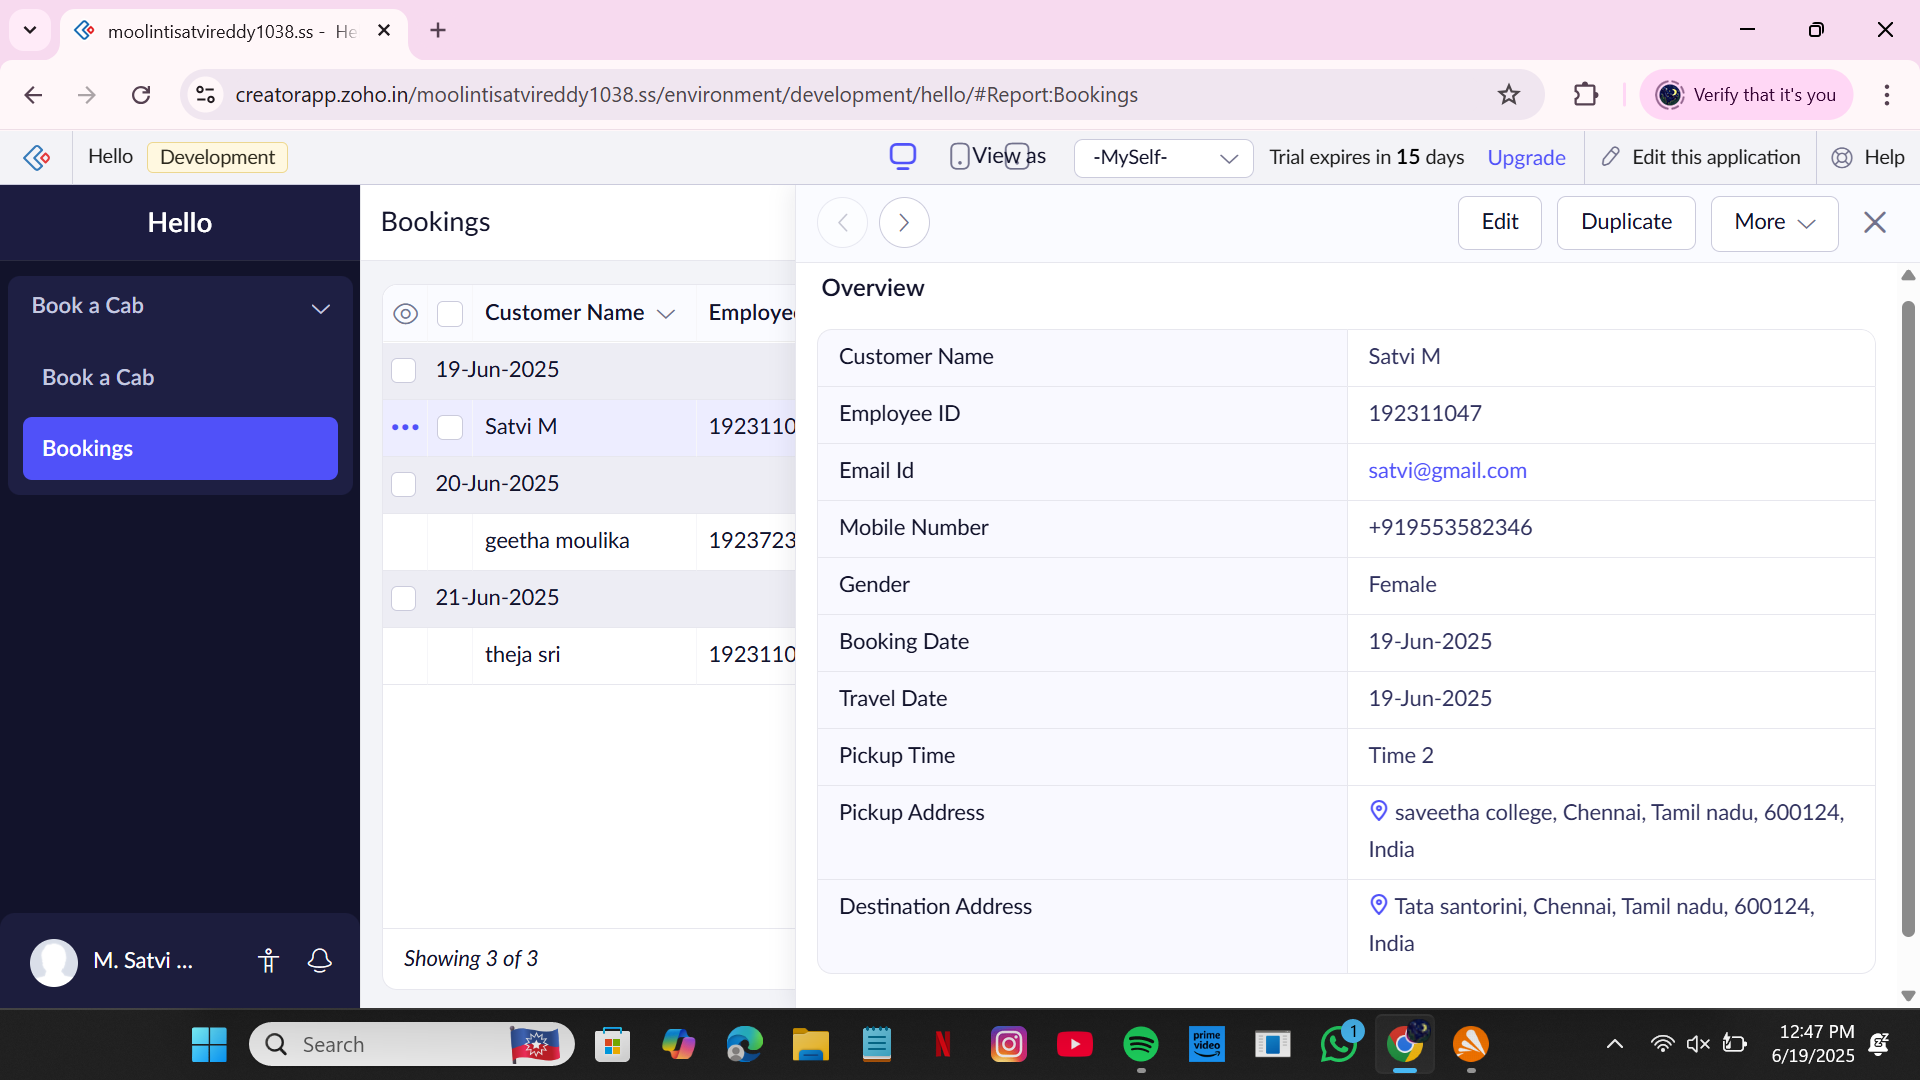 moolintisatvireddy1038.ss - He
creatorapp.zoho.in/moolintisatvireddy1038.ss/environment/development/hello/#Report:Bookings
Verify that it's you
Hello
Development
View as
-MySelf-
Trial expires in 15 days
Upgrade
Edit this application
Help
Hello
Book a Cab
Book a Cab
Bookings
M. Satvi ...
Bookings
Customer Name
Employe
19-Jun-2025
Satvi M
1923110
20-Jun-2025
geetha moulika
1923723
21-Jun-2025
theja sri
1923110
Showing 3 of 3
Edit
Duplicate
More
Overview
Customer Name
Satvi M
Employee ID
192311047
Email Id
satvi@gmail.com
Mobile Number
+919553582346
Gender
Female
Booking Date
19-Jun-2025
Travel Date
19-Jun-2025
Pickup Time
Time 2
Pickup Address
saveetha college, Chennai, Tamil nadu, 600124,
India
Destination Address
Tata santorini, Chennai, Tamil nadu, 600124,
India
Search
N
prime
video
1
12:47 PM
6/19/2025